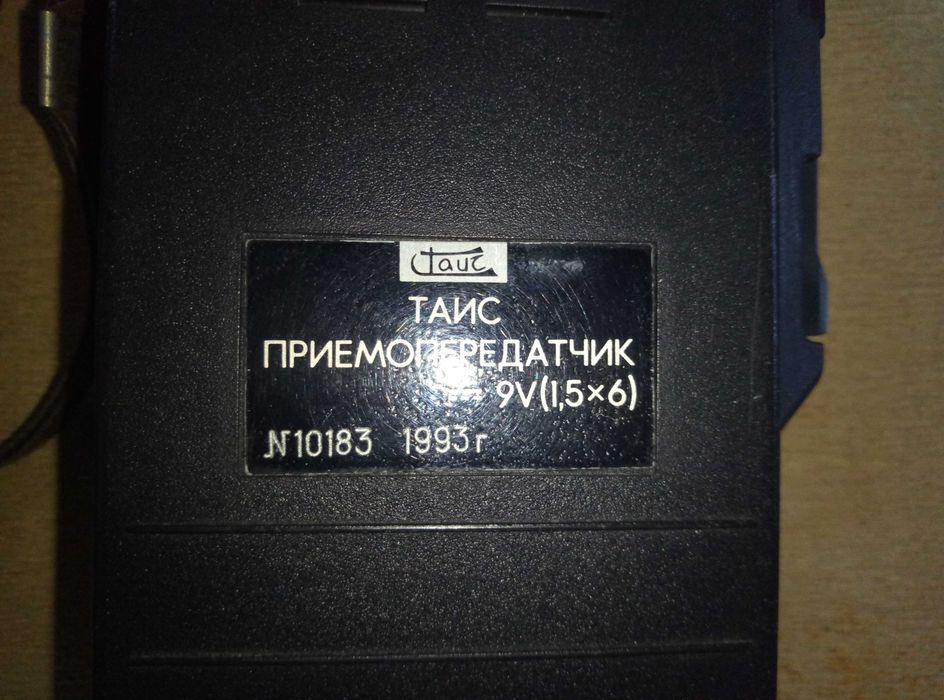 Таис
ТАИС
ПРИЕМОПЕРЕДАТЧИК
9V(1,5×6)
№10183 1993г